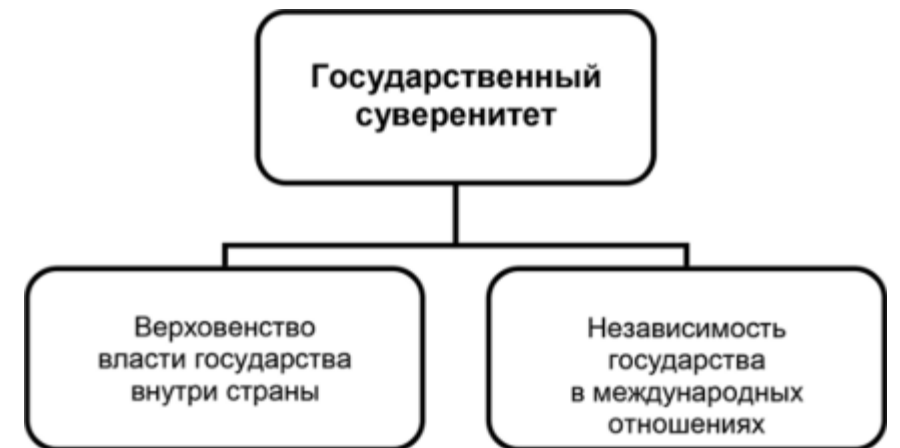 Государственный
суверенитет
Верховенство
власти государства
внутри страны
Независимость
государства
в международных
отношениях